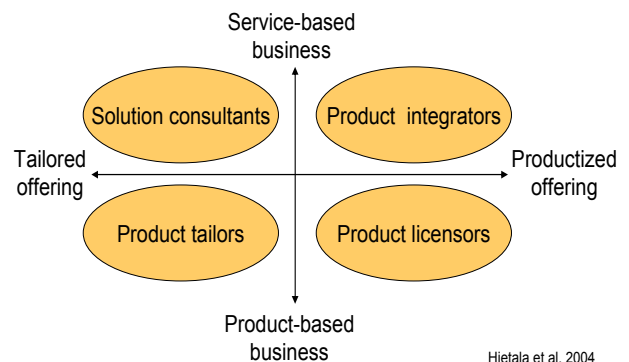 Service-based
business
Solution consultants
Product integrators
Tailored
offering
Productized
offering
Product tailors
Product licensors
Product-based
business
Hietala et al. 2004